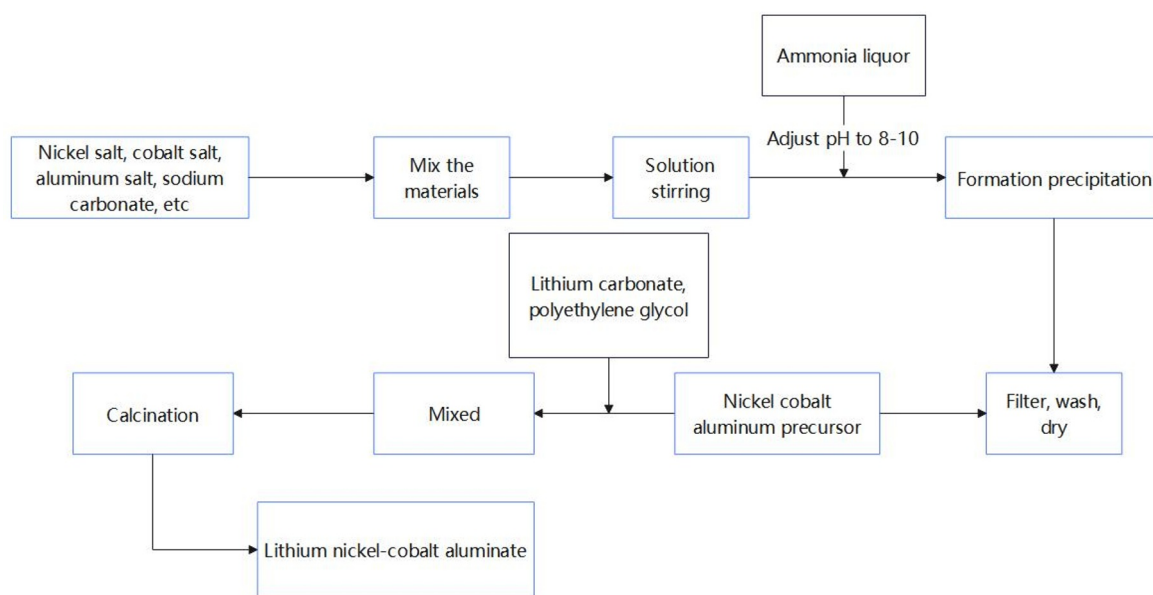 Ammonia liquor
Adjust pH to 8-10
Nickel salt, cobalt salt,
aluminum salt, sodium
carbonate, etc
Mix the
materials
Solution
stirring
Formation precipitation
Lithium carbonate,
polyethylene glycol
Calcination
Mixed
Nickel cobalt
aluminum precursor
Filter, wash,
dry
Lithium nickel-cobalt aluminate